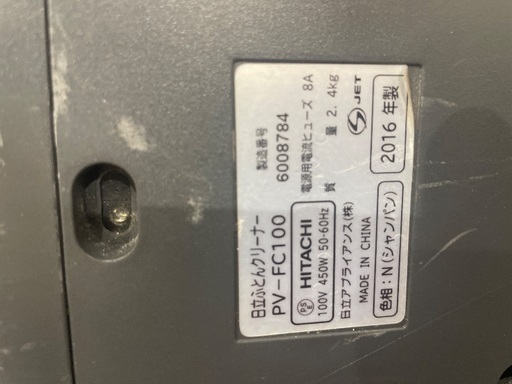 日立ふとんクリーナー
PV-FC100
製造番号
6008784
PSE HITACHI
100V 450W 50-60Hz
電源用電流ヒューズ 8A
質量 2.4kg
日立アプライアンス(株)
MADE IN CHINA
S JET
色相:N(シャンパン)
2016 年製